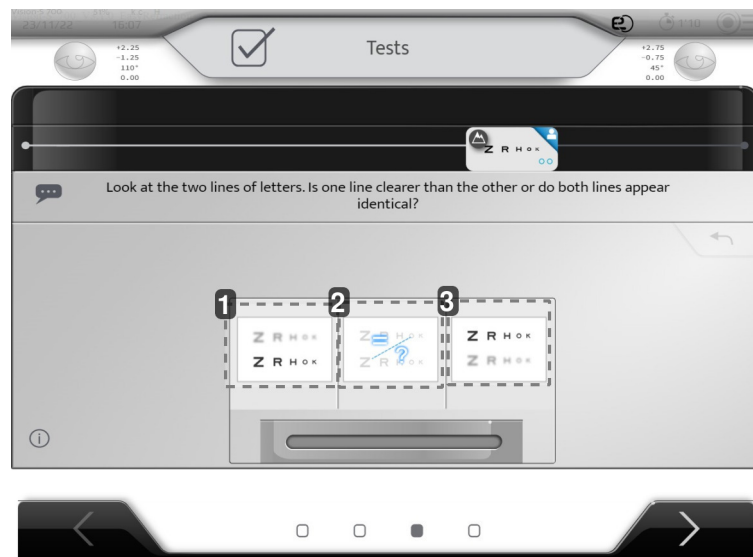 23/11/22 16:07
1'10
Tests
+2.25
-1.25
110°
0.00
+2.75
-0.75
45°
0.00
Z R H O K
Look at the two lines of letters. Is one line clearer than the other or do both lines appear
identical?
1 2 3
Z R H O K
Z R H O K
Z R H O K
= ?
Z R H O K
Z R H O K
Z R H O K